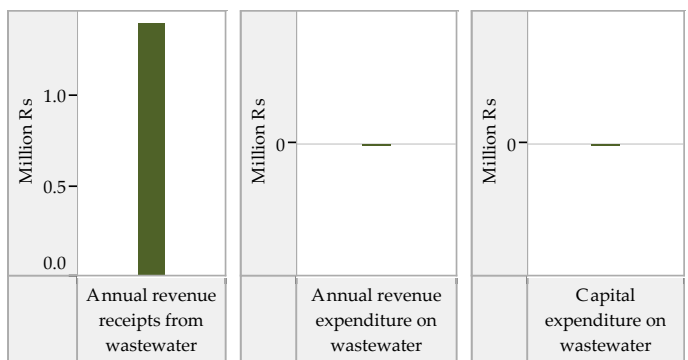 Million Rs
1.0
0.5
0.0
Annual revenue
receipts from
wastewater
Million Rs
0
Annual revenue
expenditure on
wastewater
Million Rs
0
Capital
expenditure on
wastewater